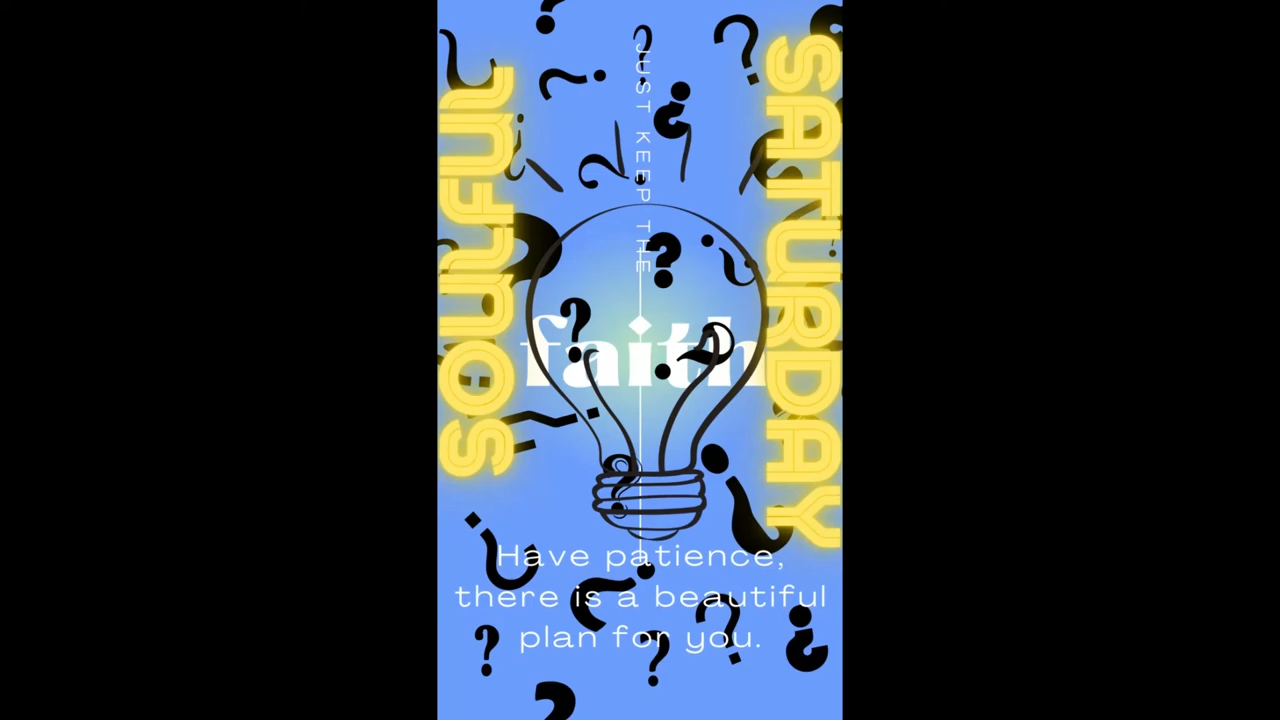 SOULFUL
SATURDAY
JUST KEEP THE
faith
Have patience,
there is a beautiful
plan for you.